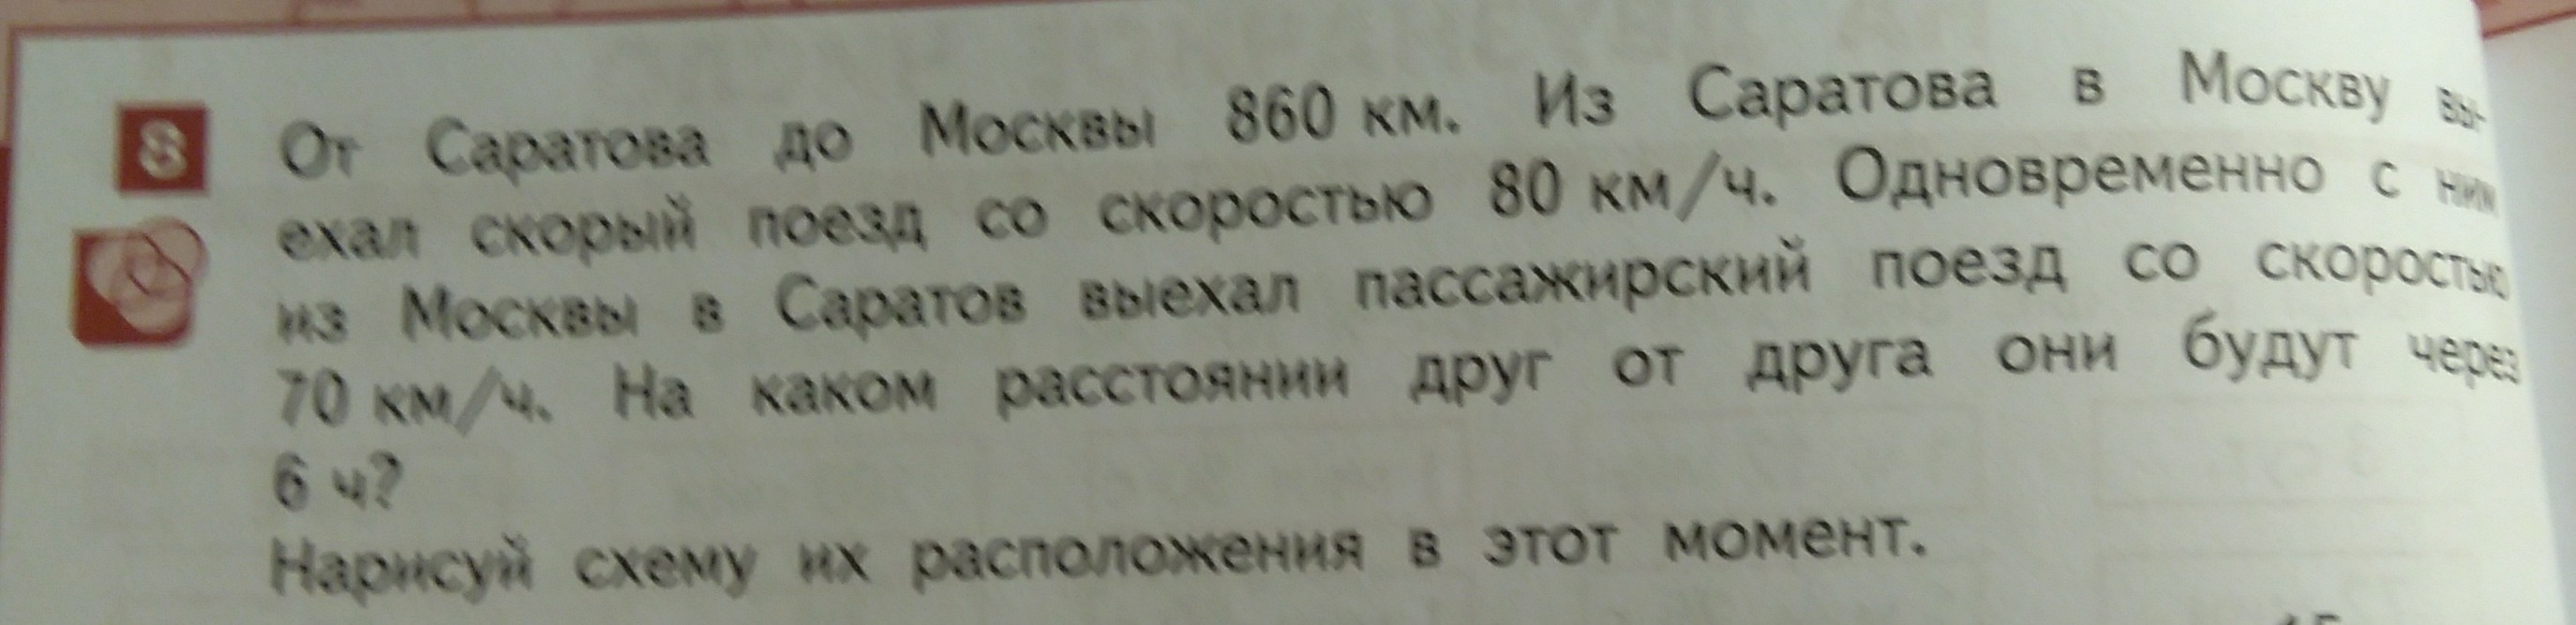 8 От Саратова до Москвы 860 км. Из Саратова в Москву вы-
ехал скорый поезд со скоростью 80 км/ч. Одновременно с ним
из Москвы в Саратов выехал пассажирский поезд со скоростью
70 км/ч. На каком расстоянии друг от друга они будут через
6 ч?
Нарисуй схему их расположения в этот момент.